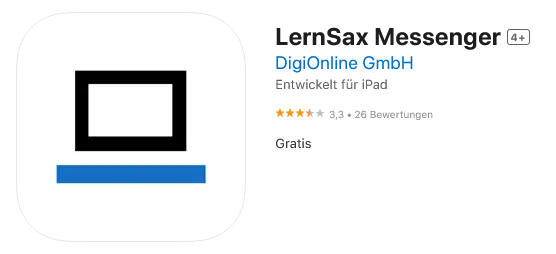 LernSax Messenger 4+
DigiOnline GmbH
Entwickelt für iPad
3,3 • 26 Bewertungen
Gratis